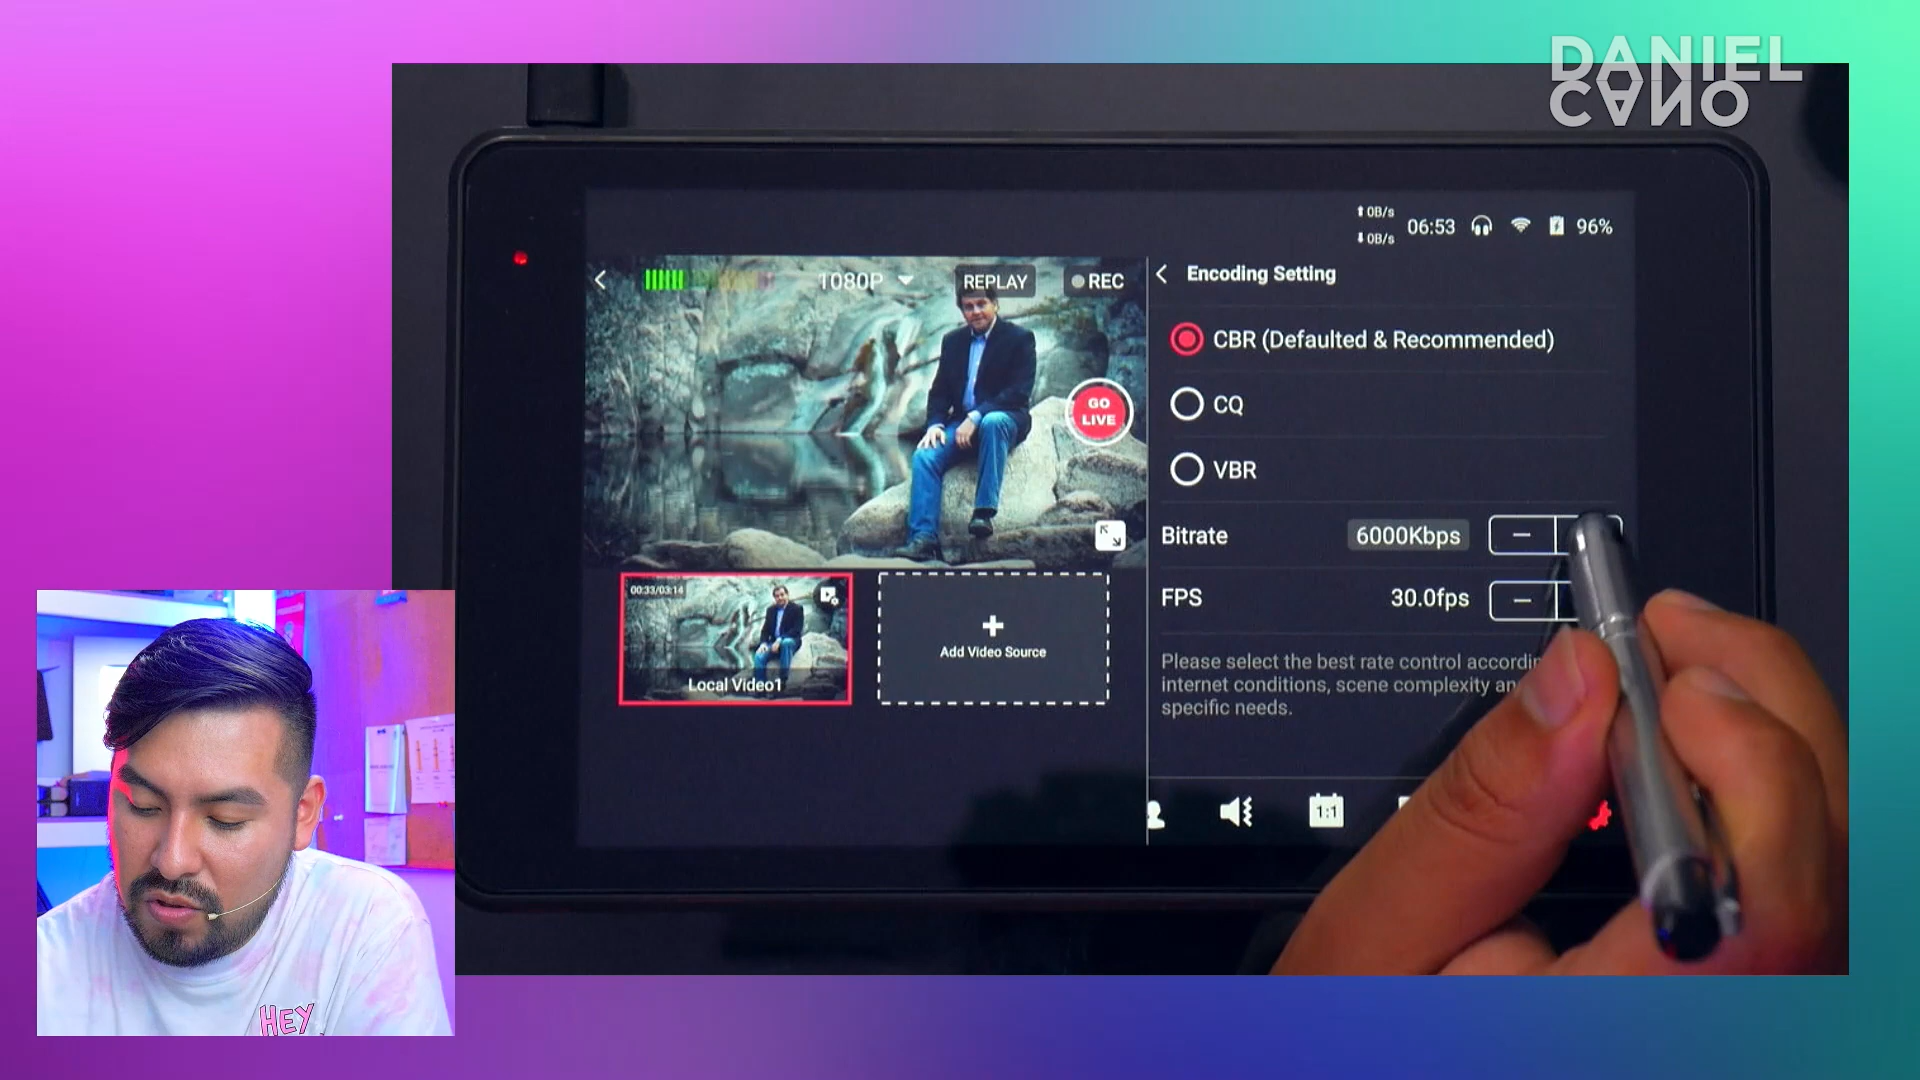 DANIEL
CANO
0B/s
0B/s
06:53
96%
1080P
REPLAY
REC
GO
LIVE
00:33/03:14
Local Video1
Add Video Source
Encoding Setting
CBR (Defaulted & Recommended)
CQ
VBR
Bitrate 6000Kbps
FPS 30.0fps
Please select the best rate control
internet conditions, scene complexity
specific needs.
1:1
HEY